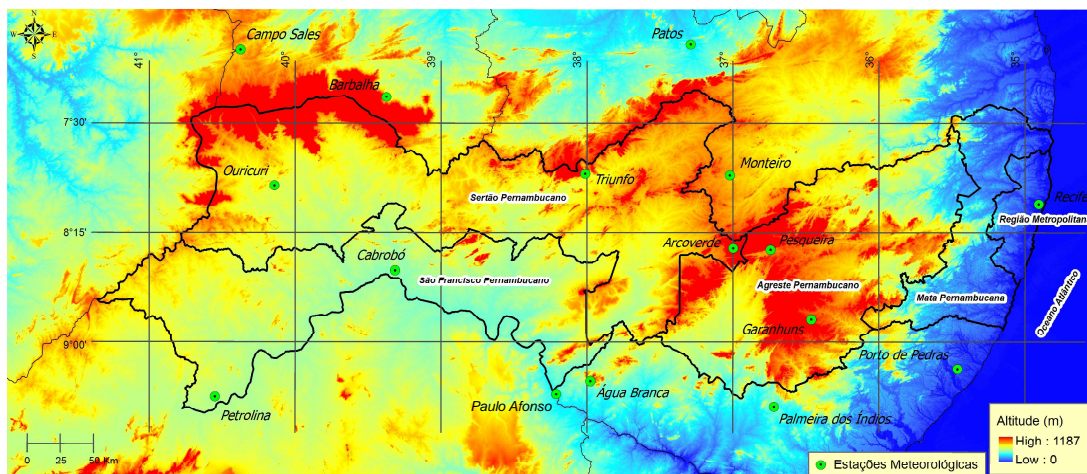 N
W
E
S
Campo Sales
Patos
41°
40°
39°
38°
37°
36°
35°
Barbalha
7°30'
Ouricuri
Triunfo
Monteiro
Sertão Pernambucano
Recife
Região Metropolitan
8°15'
Arcoverde
Pesqueira
Cabrobó
São Francisco Pernambucano
Agreste Pernambucano
Mata Pernambucana
Oceano Atlântico
Garanhuns
9°00'
Porto de Pedras
Água Branca
Petrolina
Paulo Afonso
Palmeira dos Índios
0 25 50 Km
Altitude (m)
High : 1187
Low : 0
Estações Meteorológicas